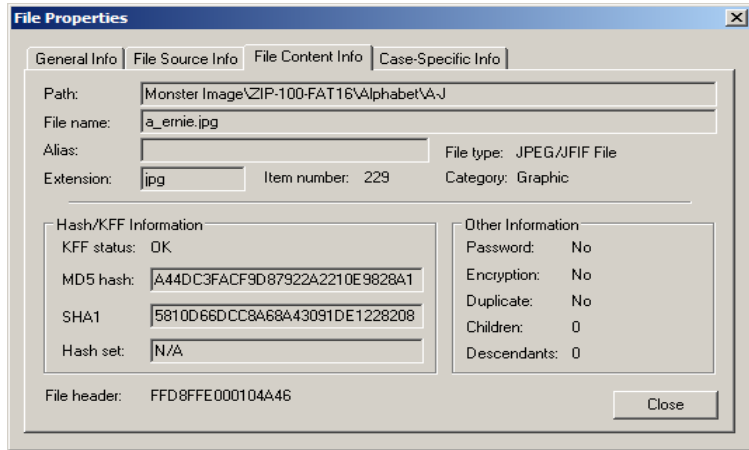 File Properties
General Info File Source Info File Content Info Case-Specific Info
Path: Monster Image\ZIP-100-FAT16\Alphabet\A-J
File name: a_ernie.jpg
Alias: File type: JPEG/JFIF File
Extension: jpg Item number: 229 Category: Graphic
Hash/KFF Information
KFF status: OK
MD5 hash: A44DC3FACF9D87922A2210E9828A1
SHA1 5810D66DCC8A68A43091DE1228208
Hash set: N/A
Other Information
Password: No
Encryption: No
Duplicate: No
Children: 0
Descendants: 0
File header: FFD8FFE000104A46
Close